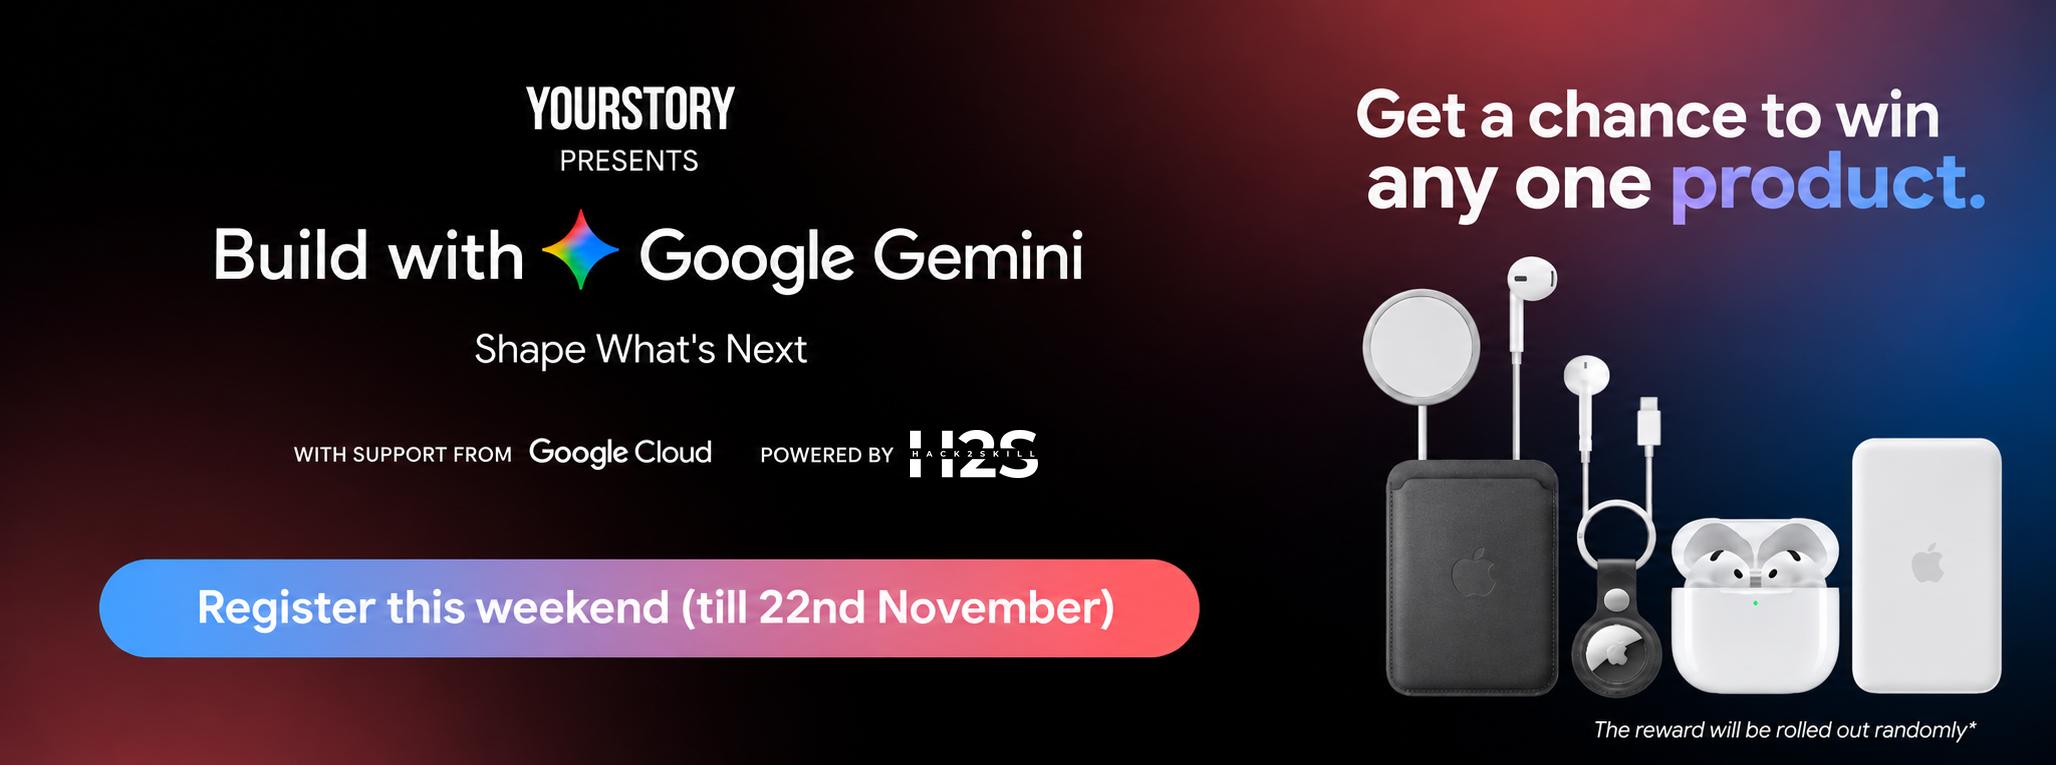 YOURSTORY
PRESENTS
Build with Google Gemini
Shape What's Next
WITH SUPPORT FROM Google Cloud POWERED BY H2S
HACK2SKILL
Register this weekend (till 22nd November)
Get a chance to win
any one product.
The reward will be rolled out randomly*